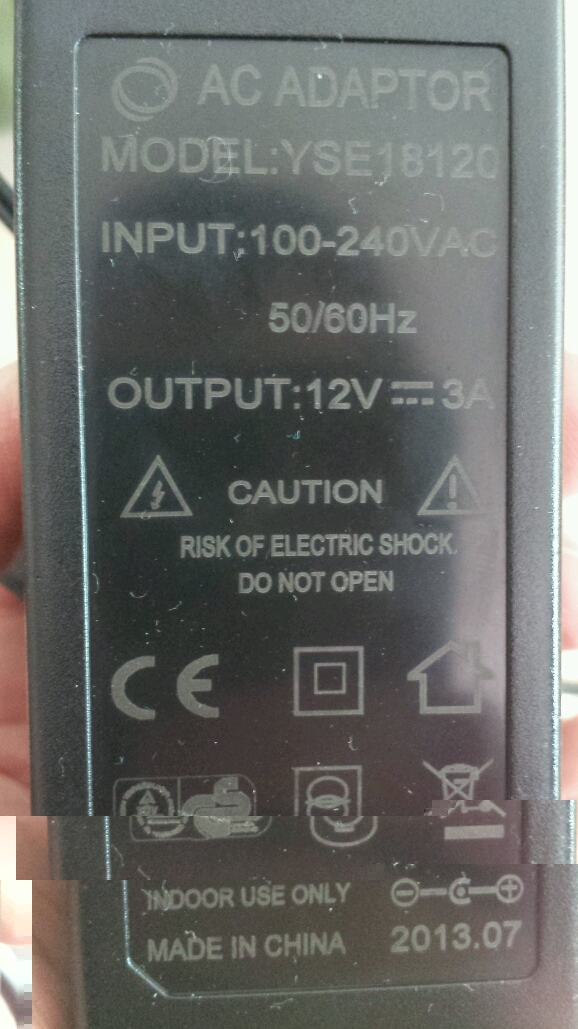 AC ADAPTOR
MODEL:YSE18120
INPUT:100-240VAC
50/60Hz
OUTPUT:12V⎓3A
CAUTION
RISK OF ELECTRIC SHOCK.
DO NOT OPEN
CE
INDOOR USE ONLY
MADE IN CHINA 2013.07